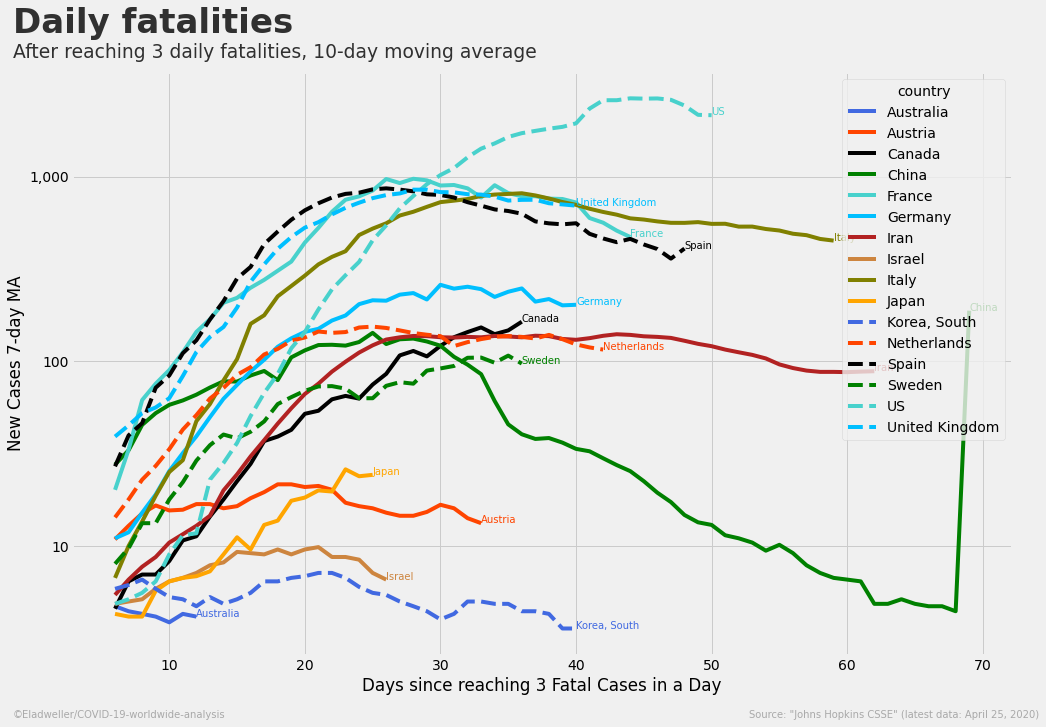 Daily fatalities
After reaching 3 daily fatalities, 10-day moving average
New Cases 7-day MA
1,000
100
10
10
20
30
40
50
60
70
Days since reaching 3 Fatal Cases in a Day
US
United Kingdom
France
Spain
Italy
Germany
China
Canada
Netherlands
Sweden
Iran
Japan
Austria
Israel
Australia
Korea, South
country
Australia
Austria
Canada
China
France
Germany
Iran
Israel
Italy
Japan
Korea, South
Netherlands
Spain
Sweden
US
United Kingdom
©Eladweller/COVID-19-worldwide-analysis
Source: "Johns Hopkins CSSE" (latest data: April 25, 2020)